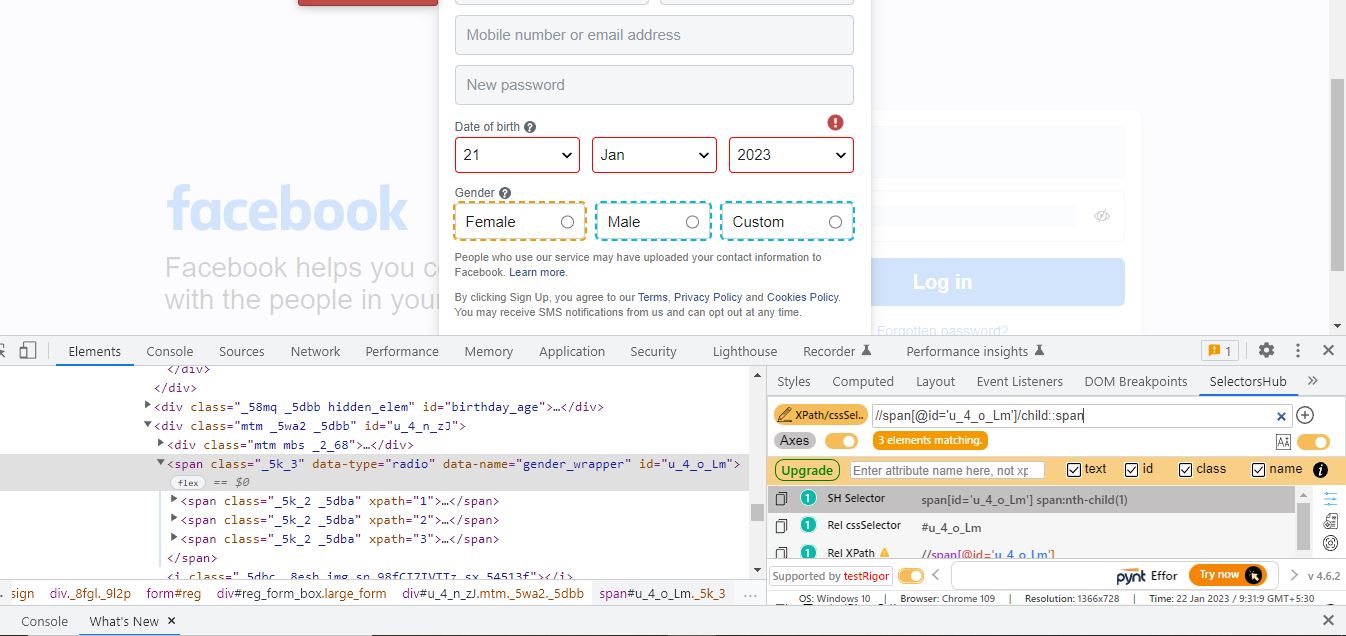 Mobile number or email address
New password
Date of birth ?
21 Jan 2023
Gender ?
Female Male Custom
People who use our service may have uploaded your contact information to
Facebook. Learn more.
By clicking Sign Up, you agree to our Terms, Privacy Policy and Cookies Policy.
You may receive SMS notifications from us and can opt out at any time.
facebook
Facebook helps you c
with the people in your
Log in
Forgotten password?
Elements Console Sources Network Performance Memory Application Security Lighthouse Recorder Performance insights 1
</div>
</div>
<div class="_58mq _5dbb hidden_elem" id="birthday_age">…</div>
<div class="mtm _5wa2 _5dbb" id="u_4_n_zJ">
<div class="mtm mbs _2_68">…</div>
<span class="_5k_3" data-type="radio" data-name="gender_wrapper" id="u_4_o_Lm">
flex == $0
<span class="_5k_2 _5dba" xpath="1">…</span>
<span class="_5k_2 _5dba" xpath="2">…</span>
<span class="_5k_2 _5dba" xpath="3">…</span>
</span>
sign div._8fgl._9l2p form#reg div#reg_form_box.large_form div#u_4_n_zJ.mtm._5wa2._5dbb span#u_4_o_Lm._5k_3 ...
Styles Computed Layout Event Listeners DOM Breakpoints SelectorsHub
XPath/cssSel.. //span[@id='u_4_o_Lm']/child::span
Axes 3 elements matching.
Upgrade Enter attribute name here, not xp text id class name
1 SH Selector span[id='u_4_o_Lm'] span:nth-child(1)
1 Rel cssSelector #u_4_o_Lm
1 Rel XPath //span[@id='u_4_o_Lm']
Supported by testRigor pynt Effor Try now v 4.6.2
OS: Windows 10 | Browser: Chrome 109 | Resolution: 1366x728 | Time: 22 Jan 2023 / 9:31:9 GMT+5:30
Console What's New